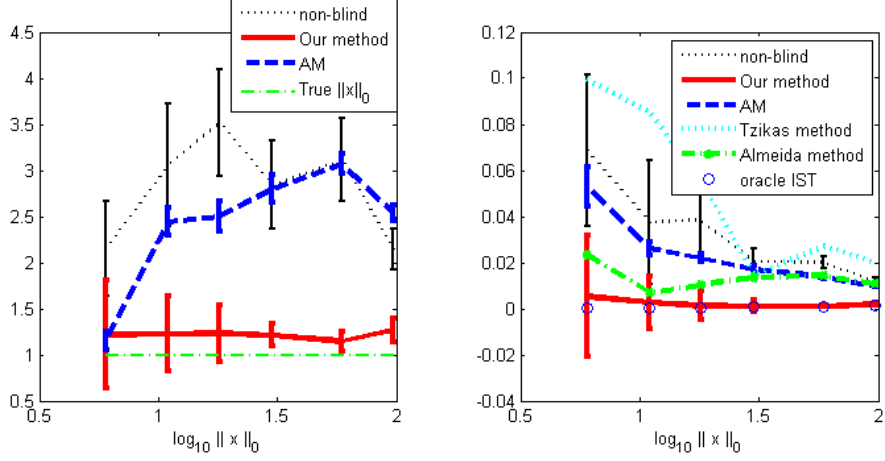 non-blind
Our method
AM
True ||x||0
4.5
4
3.5
3
2.5
2
1.5
1
0.5
0.5
1
1.5
2
log10 || x ||0
0.12
0.1
0.08
0.06
0.04
0.02
0
-0.02
-0.04
non-blind
Our method
AM
Tzikas method
Almeida method
oracle IST
0.5
1
1.5
2
log10 || x ||0